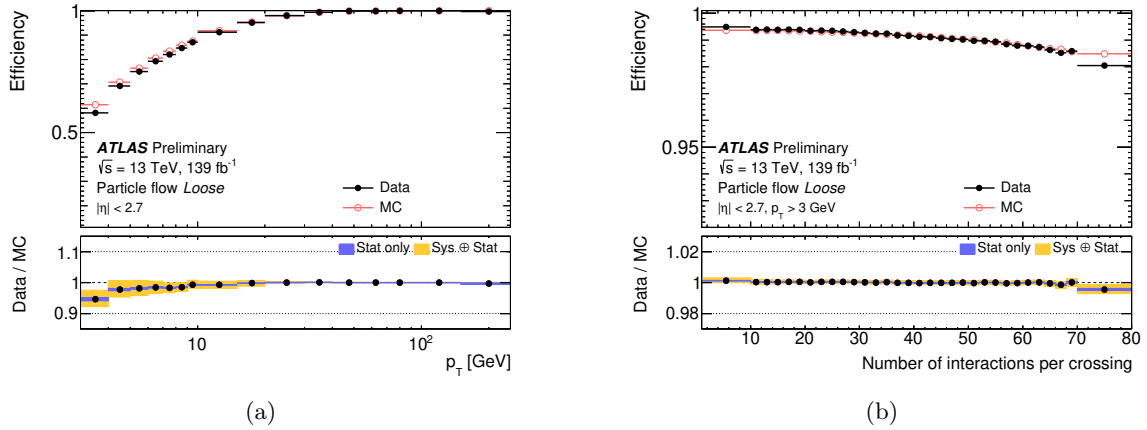 Efficiency
1
0.5
ATLAS Preliminary
√s = 13 TeV, 139 fb⁻¹
Particle flow Loose
|η| < 2.7
Data
MC
Data / MC
1.1
1
0.9
Stat only
Sys ⊕ Stat
10
10²
p_T [GeV]
(a)
Efficiency
1
0.95
ATLAS Preliminary
√s = 13 TeV, 139 fb⁻¹
Particle flow Loose
|η| < 2.7, p_T > 3 GeV
Data
MC
Data / MC
1.02
1
0.98
Stat only
Sys ⊕ Stat
10 20 30 40 50 60 70 80
Number of interactions per crossing
(b)